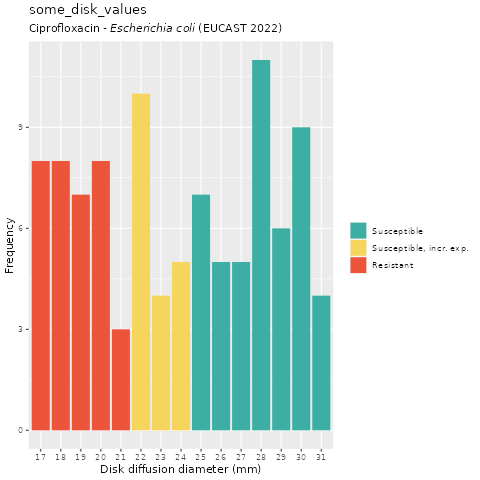 some_disk_values
Ciprofloxacin - Escherichia coli (EUCAST 2022)
Frequency
9
6
3
0
17 18 19 20 21 22 23 24 25 26 27 28 29 30 31
Disk diffusion diameter (mm)
Susceptible
Susceptible, incr. exp.
Resistant